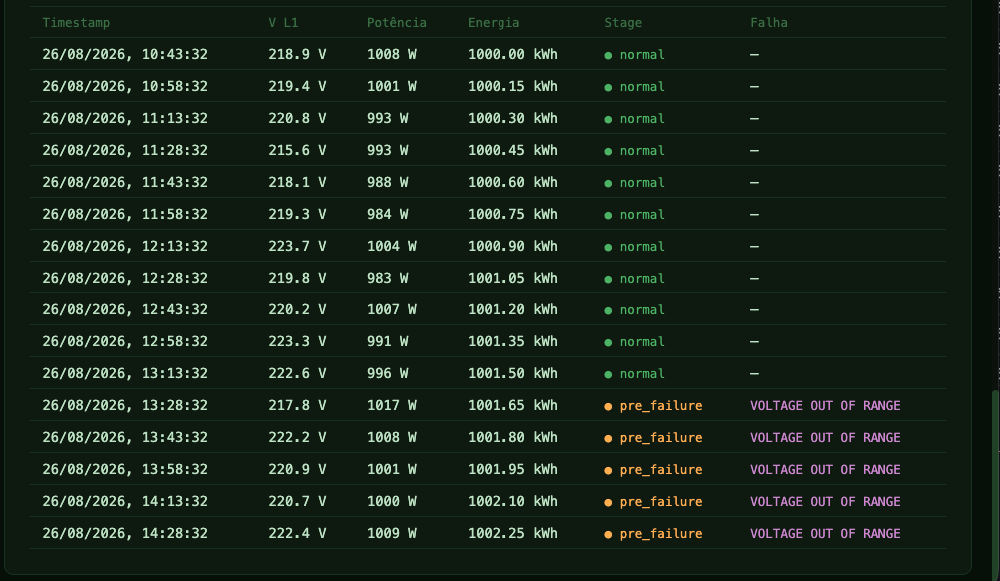 Timestamp V L1 Potência Energia Stage Falha
26/08/2026, 10:43:32 218.9 V 1008 W 1000.00 kWh normal —
26/08/2026, 10:58:32 219.4 V 1001 W 1000.15 kWh normal —
26/08/2026, 11:13:32 220.8 V 993 W 1000.30 kWh normal —
26/08/2026, 11:28:32 215.6 V 993 W 1000.45 kWh normal —
26/08/2026, 11:43:32 218.1 V 988 W 1000.60 kWh normal —
26/08/2026, 11:58:32 219.3 V 984 W 1000.75 kWh normal —
26/08/2026, 12:13:32 223.7 V 1004 W 1000.90 kWh normal —
26/08/2026, 12:28:32 219.8 V 983 W 1001.05 kWh normal —
26/08/2026, 12:43:32 220.2 V 1007 W 1001.20 kWh normal —
26/08/2026, 12:58:32 223.3 V 991 W 1001.35 kWh normal —
26/08/2026, 13:13:32 222.6 V 996 W 1001.50 kWh normal —
26/08/2026, 13:28:32 217.8 V 1017 W 1001.65 kWh pre_failure VOLTAGE OUT OF RANGE
26/08/2026, 13:43:32 222.2 V 1008 W 1001.80 kWh pre_failure VOLTAGE OUT OF RANGE
26/08/2026, 13:58:32 220.9 V 1001 W 1001.95 kWh pre_failure VOLTAGE OUT OF RANGE
26/08/2026, 14:13:32 220.7 V 1000 W 1002.10 kWh pre_failure VOLTAGE OUT OF RANGE
26/08/2026, 14:28:32 222.4 V 1009 W 1002.25 kWh pre_failure VOLTAGE OUT OF RANGE